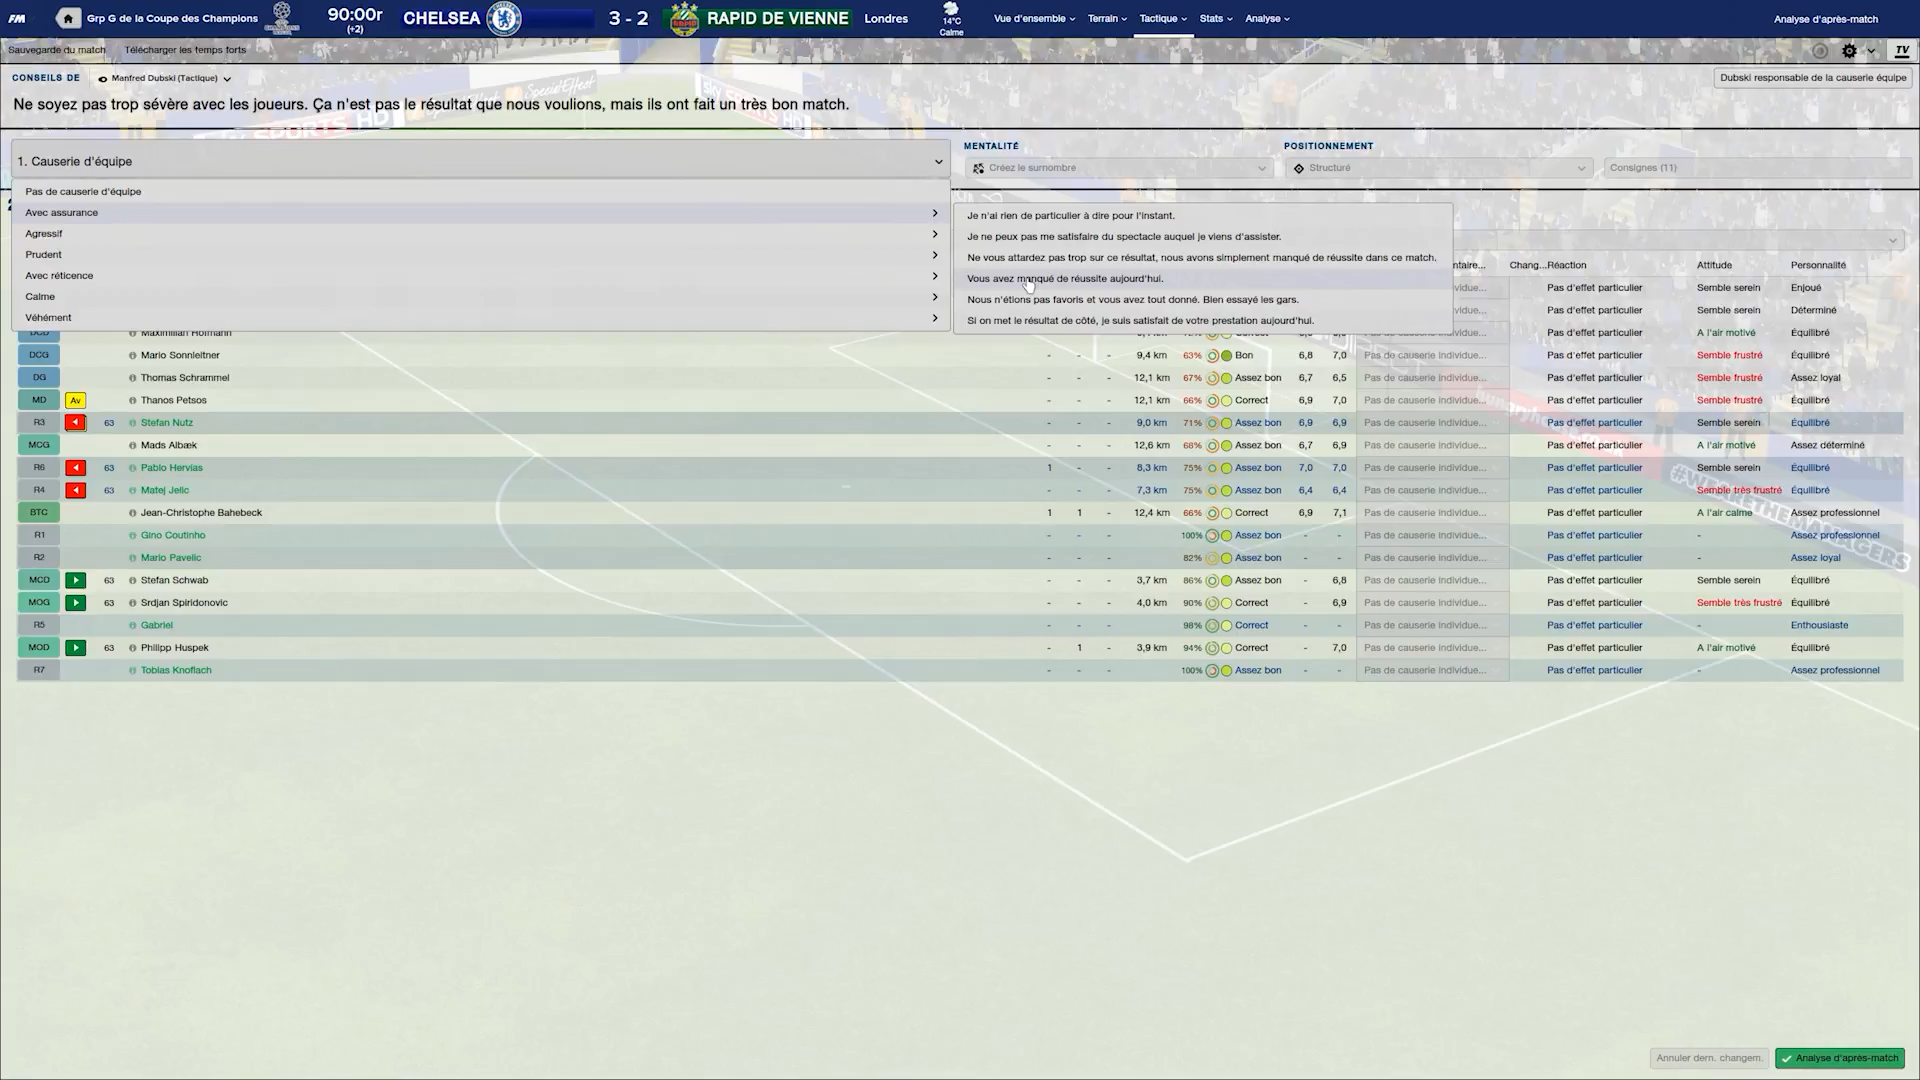 FM Grp G de la Coupe des Champions 90:00r (+2) CHELSEA 3 - 2 RAPID DE VIENNE Londres 14°C Calme Vue d'ensemble Terrain Tactique Stats Analyse Analyse d'après-match
Sauvegarde du match Télécharger les temps forts TV
CONSEILS DE Manfred Dubski (Tactique) Dubski responsable de la causerie équipe
Ne soyez pas trop sévère avec les joueurs. Ça n'est pas le résultat que nous voulions, mais ils ont fait un très bon match.
SKY SPORTS HD
MENTALITÉ POSITIONNEMENT
1. Causerie d'équipe Créez le surnombre Structuré Consignes (11)
Pas de causerie d'équipe
Avec assurance
Agressif
Prudent
Avec réticence
Calme
Véhément
Je n'ai rien de particulier à dire pour l'instant.
Je ne peux pas me satisfaire du spectacle auquel je viens d'assister.
Ne vous attardez pas trop sur ce résultat, nous avons simplement manqué de réussite dans ce match.
Vous avez manqué de réussite aujourd'hui.
Nous n'étions pas favoris et vous avez tout donné. Bien essayé les gars.
Si on met le résultat de côté, je suis satisfait de votre prestation aujourd'hui.
ntaire... Chang... Réaction Attitude Personnalité
idue... Pas d'effet particulier Semble serein Enjoué
idue... Pas d'effet particulier Semble serein Déterminé
DCD Maximilian Hofmann Pas de causerie individue... Pas d'effet particulier A l'air motivé Équilibré
DCG Mario Sonnleitner - - - 9,4 km 63% Bon 6,8 7,0 Pas de causerie individue... Pas d'effet particulier Semble frustré Équilibré
DG Thomas Schrammel - - - 12,1 km 67% Assez bon 6,7 6,5 Pas de causerie individue... Pas d'effet particulier Semble frustré Assez loyal
MD Av Thanos Petsos - - - 12,1 km 66% Correct 6,9 7,0 Pas de causerie individue... Pas d'effet particulier Semble frustré Équilibré
R3 63 Stefan Nutz - - - 9,0 km 71% Assez bon 6,9 6,9 Pas de causerie individue... Pas d'effet particulier Semble serein Équilibré
MCG Mads Albæk - - - 12,6 km 68% Assez bon 6,7 6,9 Pas de causerie individue... Pas d'effet particulier A l'air motivé Assez déterminé
R6 63 Pablo Hervías 1 - - 8,3 km 75% Assez bon 7,0 7,0 Pas de causerie individue... Pas d'effet particulier Semble serein Équilibré
R4 63 Matej Jelic - - - 7,3 km 75% Assez bon 6,4 6,4 Pas de causerie individue... Pas d'effet particulier Semble très frustré Équilibré
BTC Jean-Christophe Bahebeck 1 1 - 12,4 km 66% Correct 6,9 7,1 Pas de causerie individue... Pas d'effet particulier A l'air calme Assez professionnel
R1 Gino Coutinho - - - 100% Assez bon - - Pas de causerie individue... Pas d'effet particulier - Assez professionnel
R2 Mario Pavelic - - - 82% Assez bon - - Pas de causerie individue... Pas d'effet particulier - Assez loyal
MCD 63 Stefan Schwab - - - 3,7 km 86% Assez bon - 6,8 Pas de causerie individue... Pas d'effet particulier Semble serein Équilibré
MOG 63 Srdjan Spiridonovic - - - 4,0 km 90% Correct - 6,9 Pas de causerie individue... Pas d'effet particulier Semble très frustré Équilibré
R5 Gabriel - - - 98% Correct - - Pas de causerie individue... Pas d'effet particulier - Enthousiaste
MOD 63 Philipp Huspek - 1 - 3,9 km 94% Correct - 7,0 Pas de causerie individue... Pas d'effet particulier A l'air motivé Équilibré
R7 Tobias Knoflach - - - 100% Assez bon - - Pas de causerie individue... Pas d'effet particulier - Assez professionnel
#WEARETHEMANAGERS
Annuler dern. changem. Analyse d'après-match